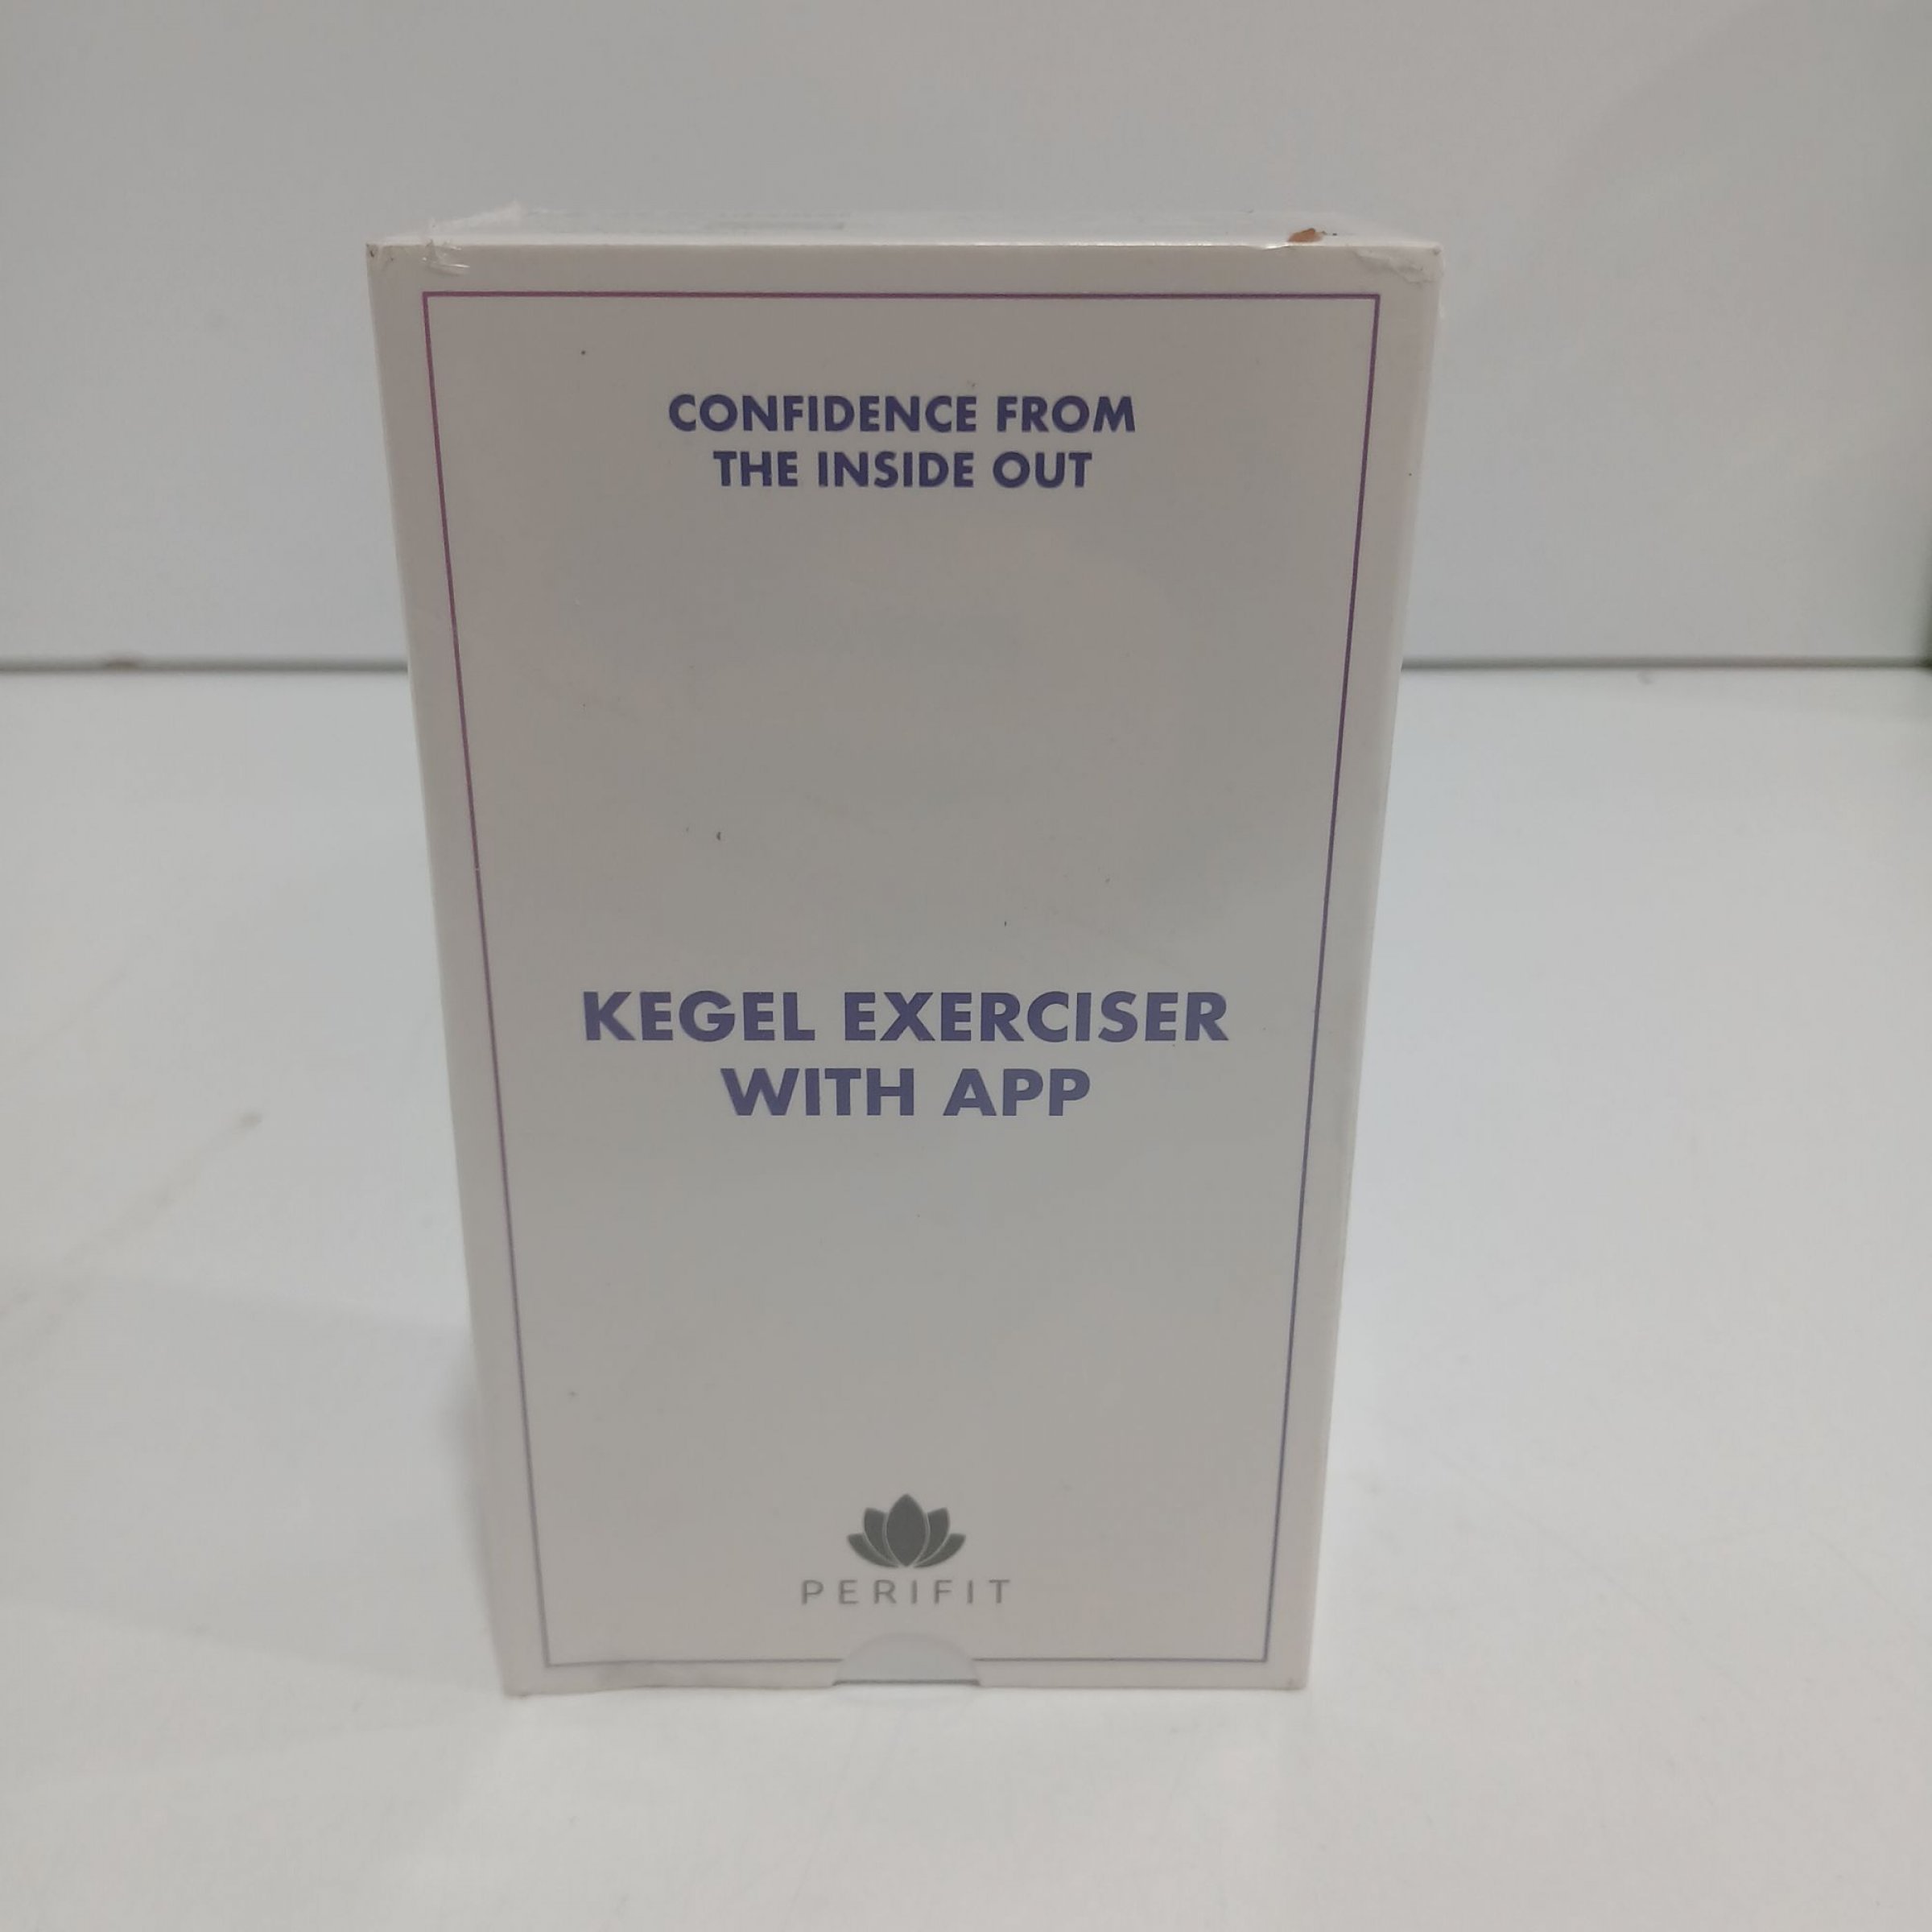 CONFIDENCE FROM
THE INSIDE OUT
KEGEL EXERCISER
WITH APP
PERIFIT